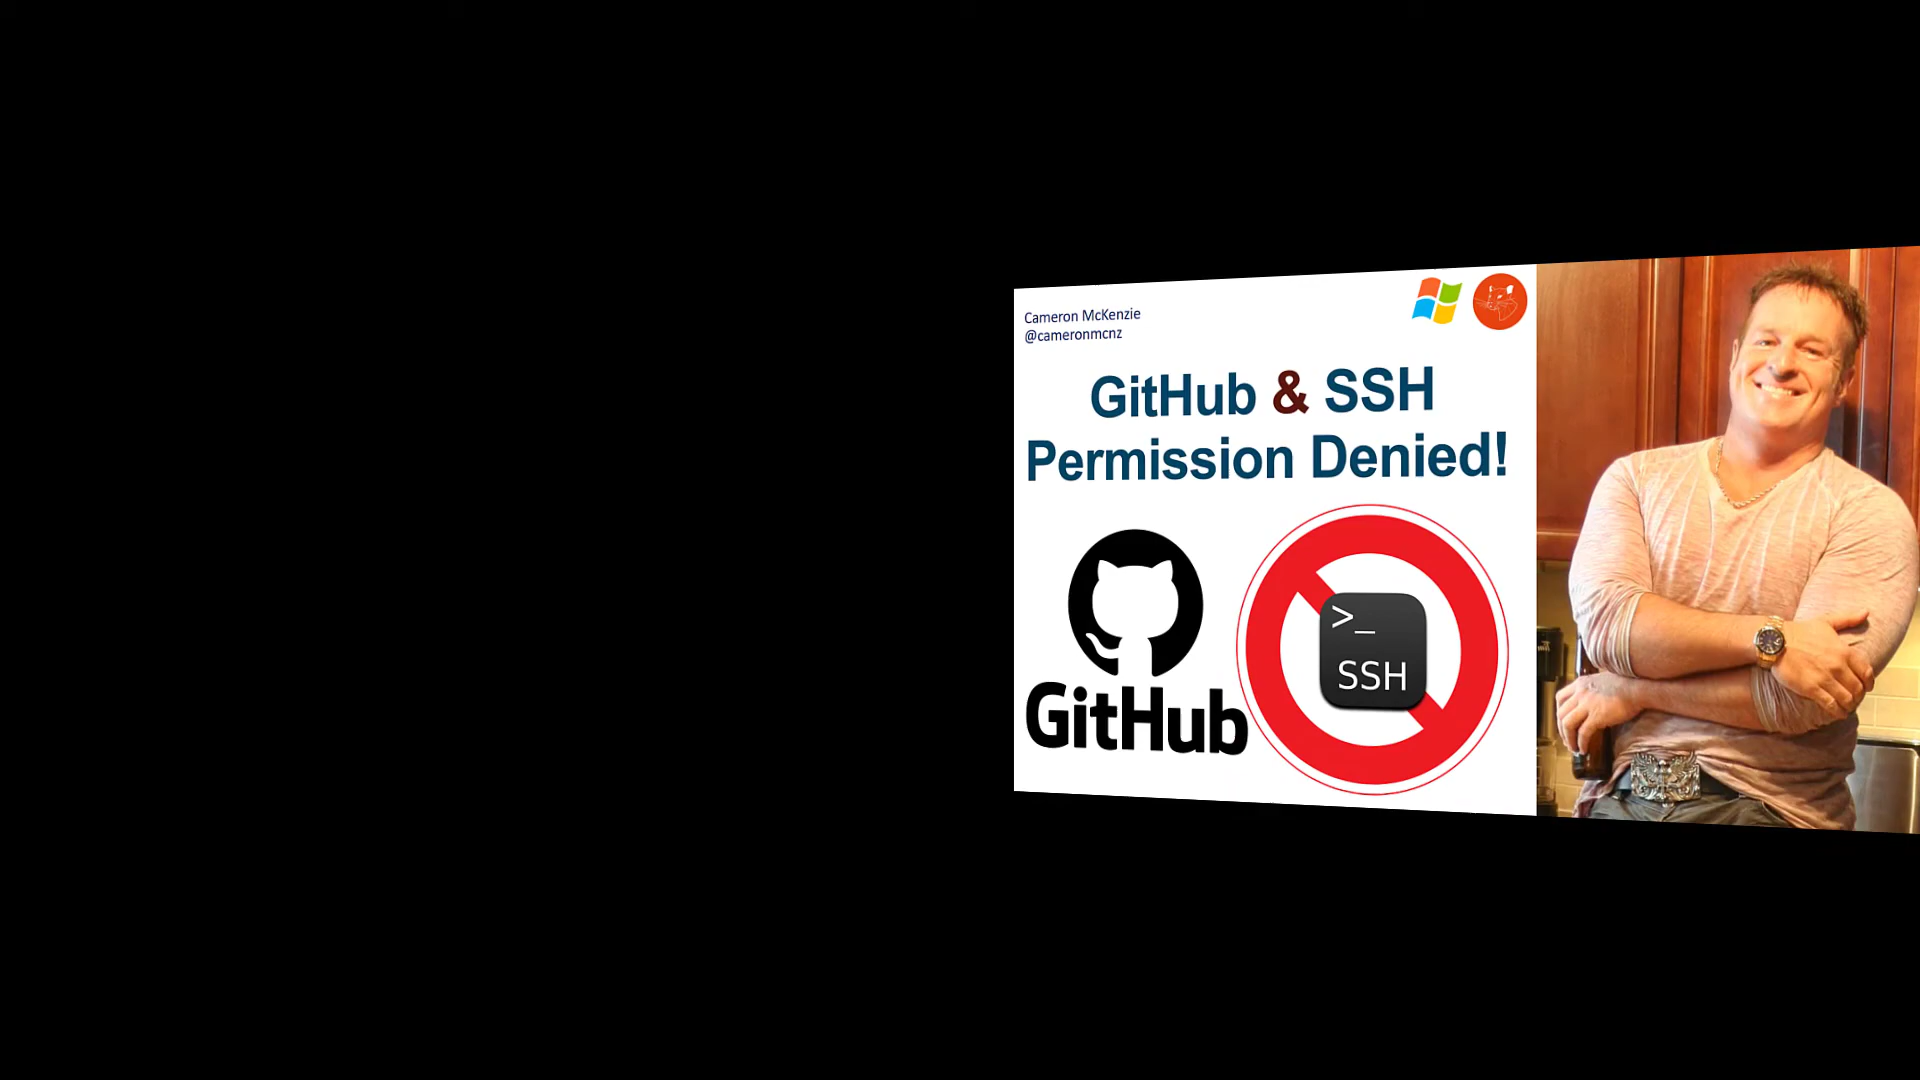 Cameron McKenzie
@cameronmcnz
GitHub & SSH
Permission Denied!
GitHub
>_
SSH